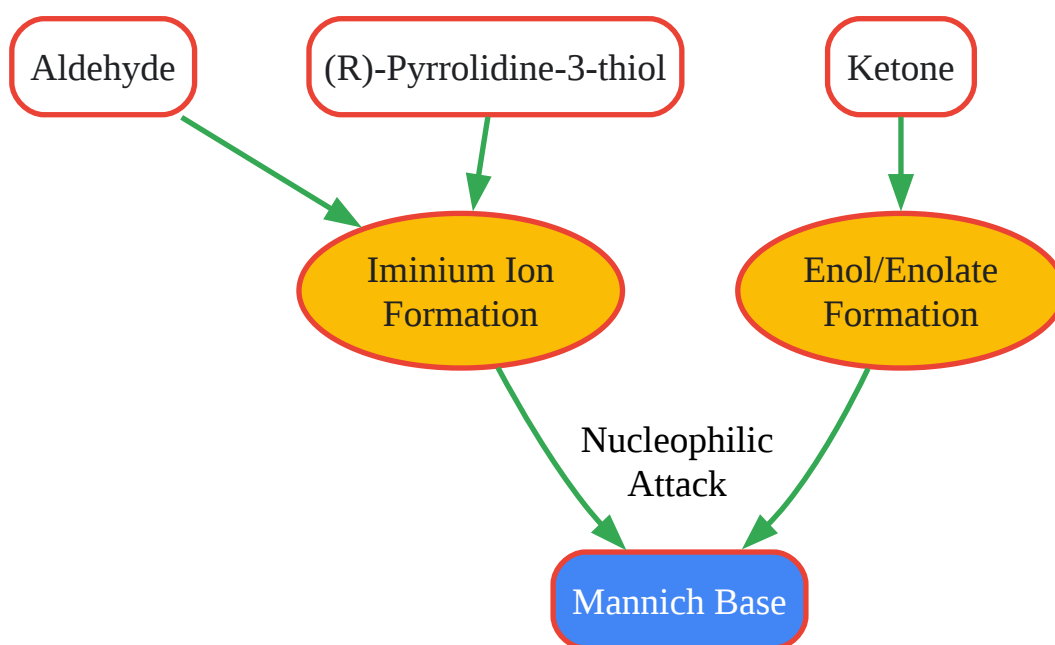 Aldehyde
(R)-Pyrrolidine-3-thiol
Ketone
Iminium Ion
Formation
Enol/Enolate
Formation
Nucleophilic
Attack
Mannich Base